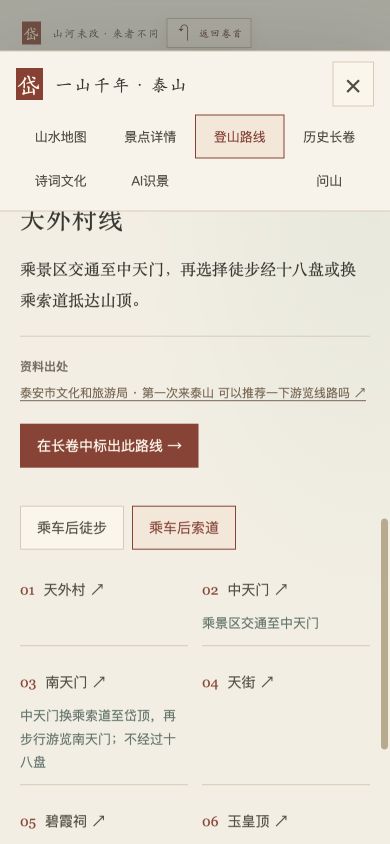 岱 山河未改 · 来者不同 返回卷首
岱 一山千年 · 泰山
山水地图 景点详情 登山路线 历史长卷
诗词文化 AI识景 问山
天外村线
乘景区交通至中天门，再选择徒步经十八盘或换
乘索道抵达山顶。
资料出处
泰安市文化和旅游局 · 第一次来泰山 可以推荐一下游览线路吗 ↗
在长卷中标出此路线 →
乘车后徒步 乘车后索道
01 天外村 ↗
02 中天门 ↗
乘景区交通至中天门
03 南天门 ↗
中天门换乘索道至岱顶，再
步行游览南天门；不经过十
八盘
04 天街 ↗
05 碧霞祠 ↗
06 玉皇顶 ↗